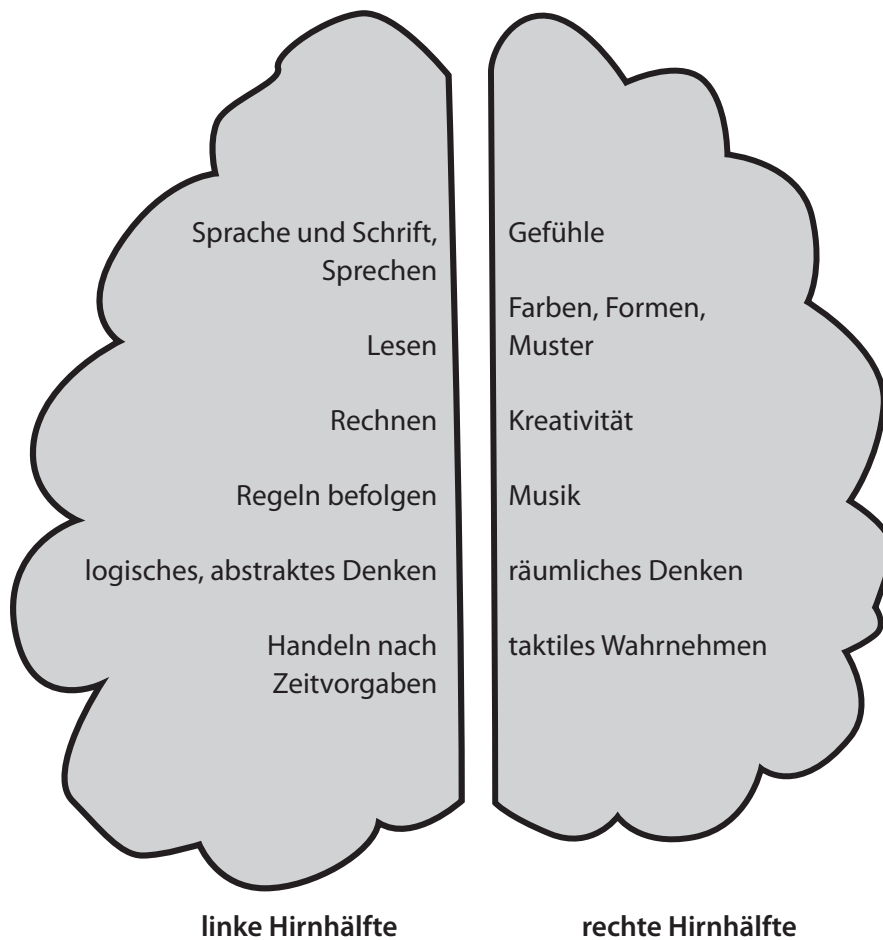 Sprache und Schrift,
Sprechen
Lesen
Rechnen
Regeln befolgen
logisches, abstraktes Denken
Handeln nach
Zeitvorgaben
Gefühle
Farben, Formen,
Muster
Kreativität
Musik
räumliches Denken
taktiles Wahrnehmen
linke Hirnhälfte
rechte Hirnhälfte